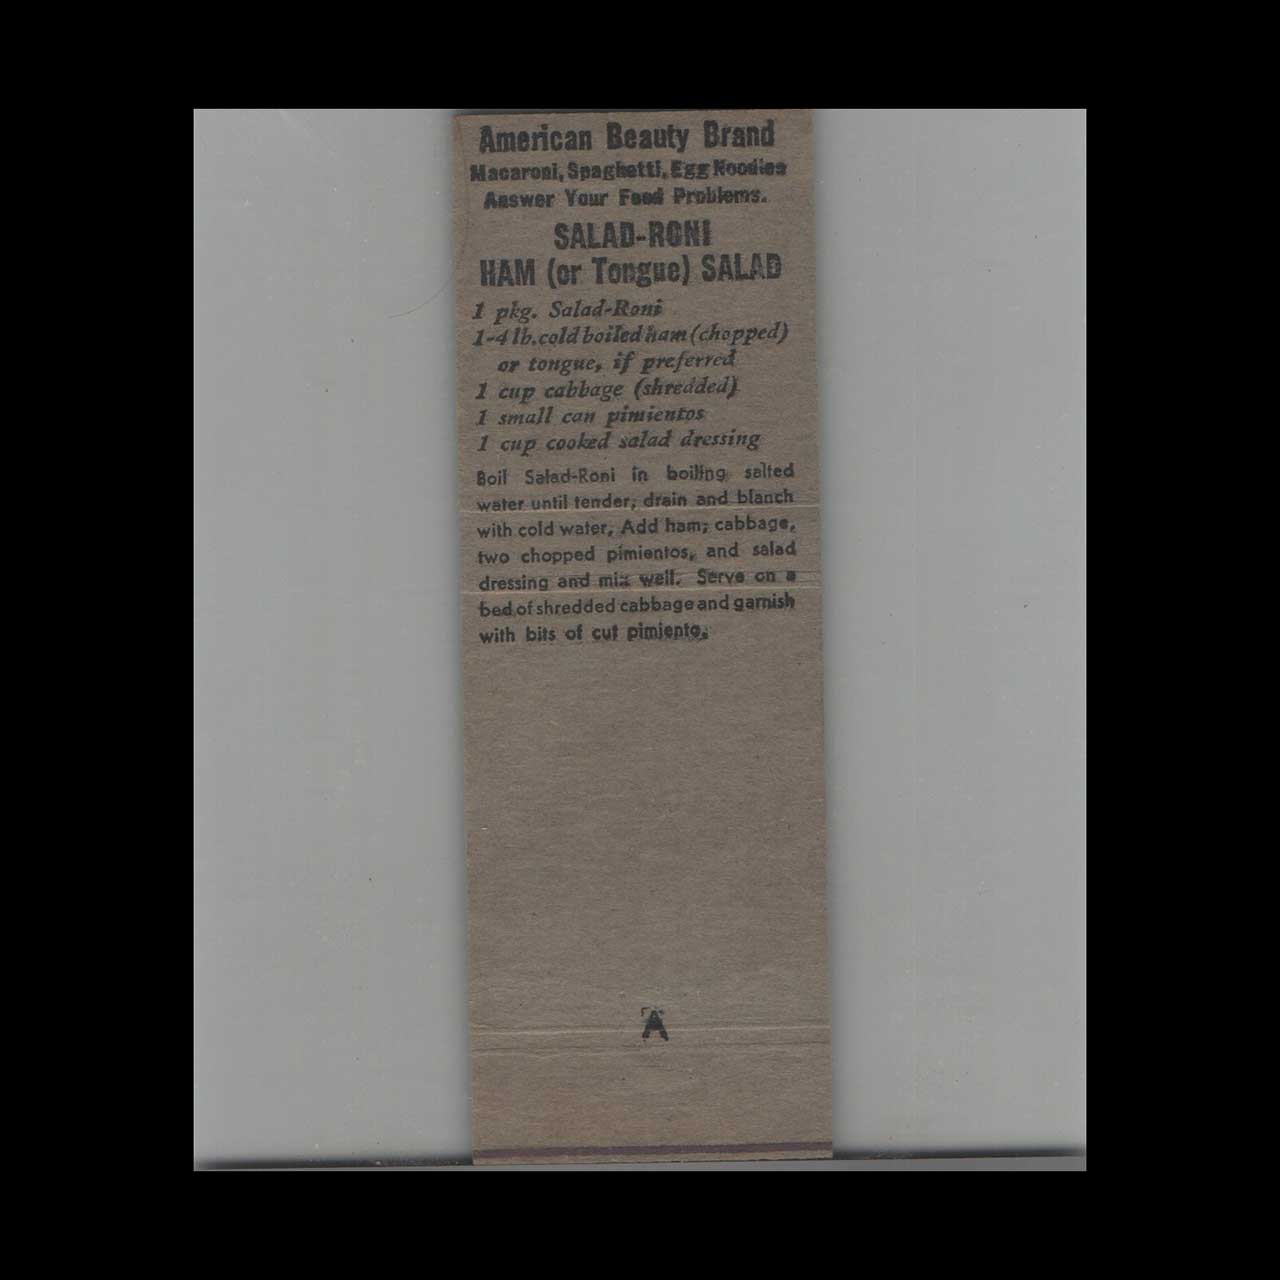 American Beauty Brand
Macaroni, Spaghetti, Egg Noodles
Answer Your Food Problems.
SALAD-RONI
HAM (or Tongue) SALAD
1 pkg. Salad-Roni
1-4 lb. cold boiled ham (chopped)
or tongue, if preferred
1 cup cabbage (shredded)
1 small can pimientos
1 cup cooked salad dressing
Boil Salad-Roni in boiling salted
water until tender, drain and blanch
with cold water, Add ham, cabbage,
two chopped pimientos, and salad
dressing and mix well. Serve on a
bed of shredded cabbage and garnish
with bits of cut pimiento.
A